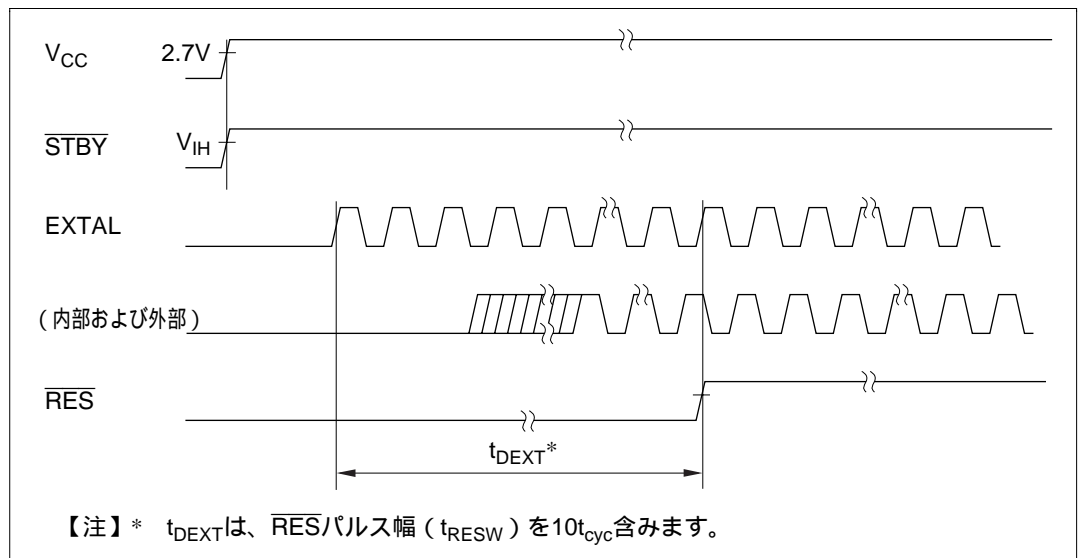 VCC 2.7V
STBY VIH
EXTAL
(内部および外部)
RES
tDEXT*
【注】* tDEXTは、RESパルス幅(tRESW)を10tcyc含みます。